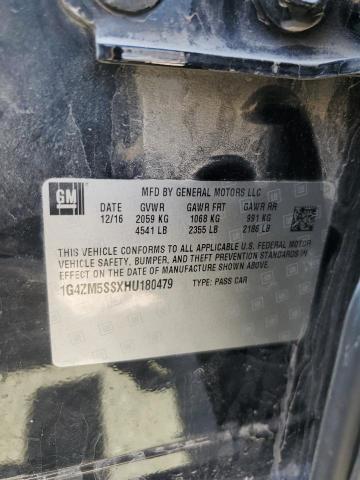 GM
MFD BY GENERAL MOTORS LLC
DATE GVWR GAWR FRT GAWR RR
12/16 2059 KG 1068 KG 991 KG
4541 LB 2355 LB 2186 LB
THIS VEHICLE CONFORMS TO ALL APPLICABLE U.S. FEDERAL MOTOR
VEHICLE SAFETY, BUMPER, AND THEFT PREVENTION STANDARDS IN
EFFECT ON THE DATE OF MANUFACTURE SHOWN ABOVE.
1G4ZM5SSXHU180479 TYPE: PASS CAR